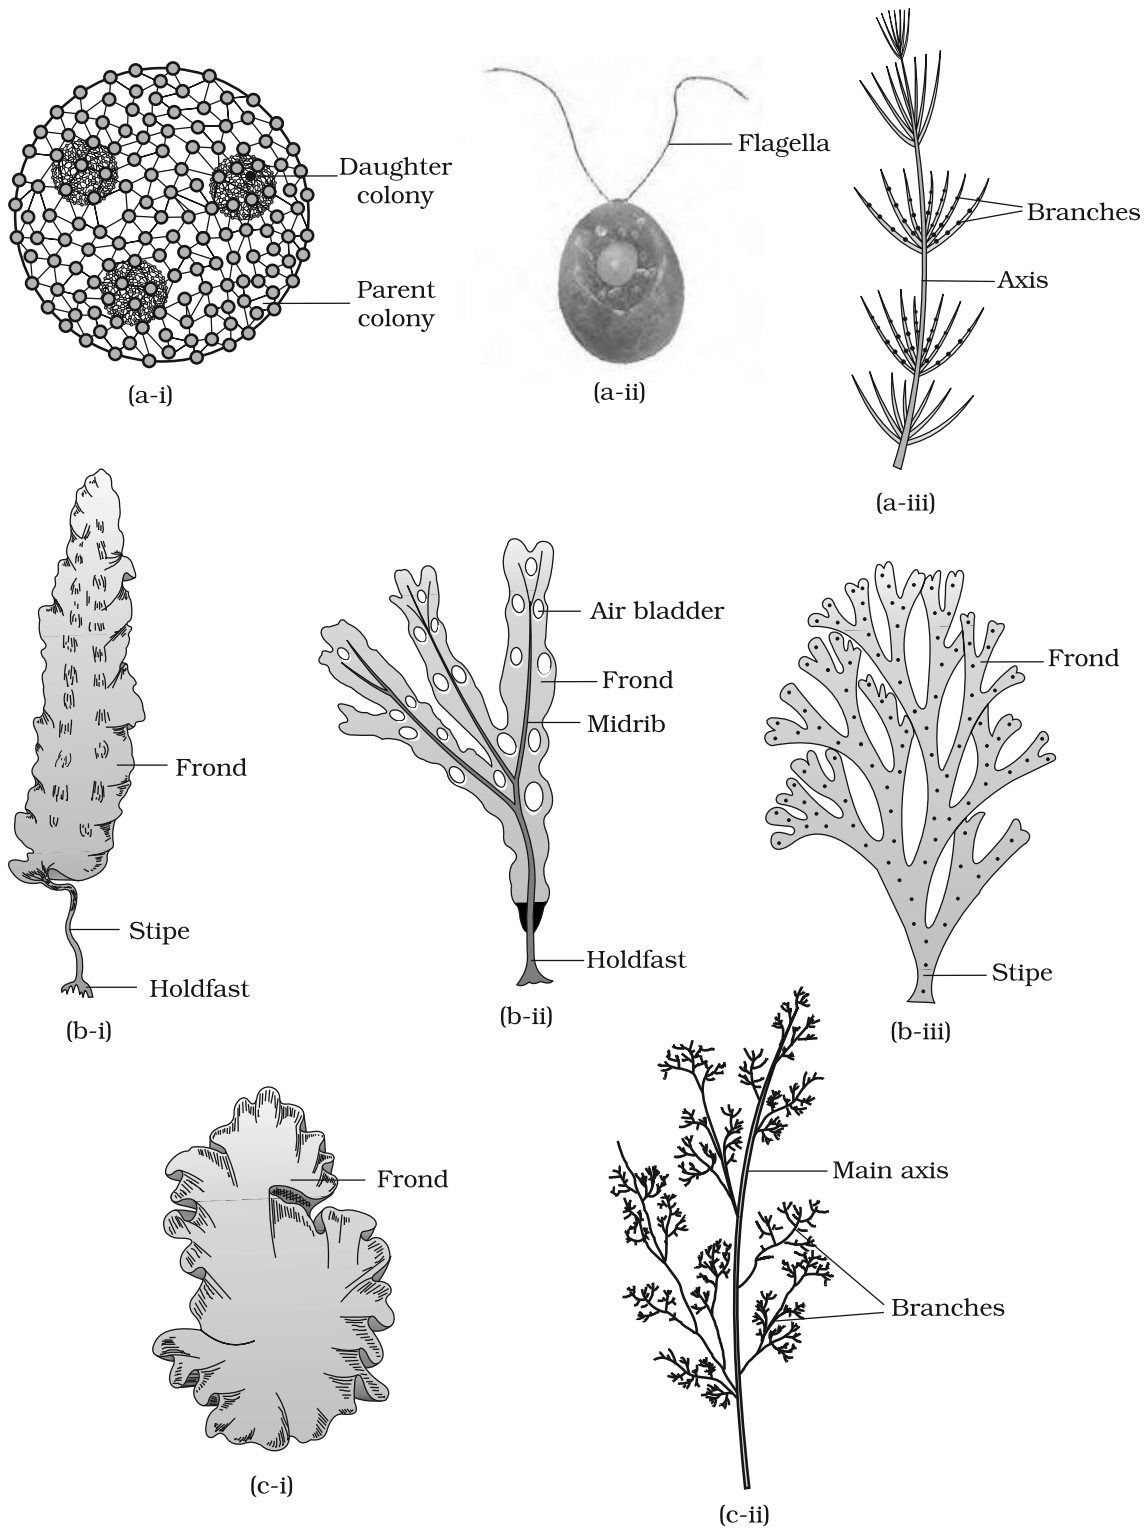 Daughter
colony
Parent
colony
(a-i)
Flagella
(a-ii)
Branches
Axis
(a-iii)
Frond
Stipe
Holdfast
(b-i)
Air bladder
Frond
Midrib
Holdfast
(b-ii)
Frond
Stipe
(b-iii)
Frond
(c-i)
Main axis
Branches
(c-ii)